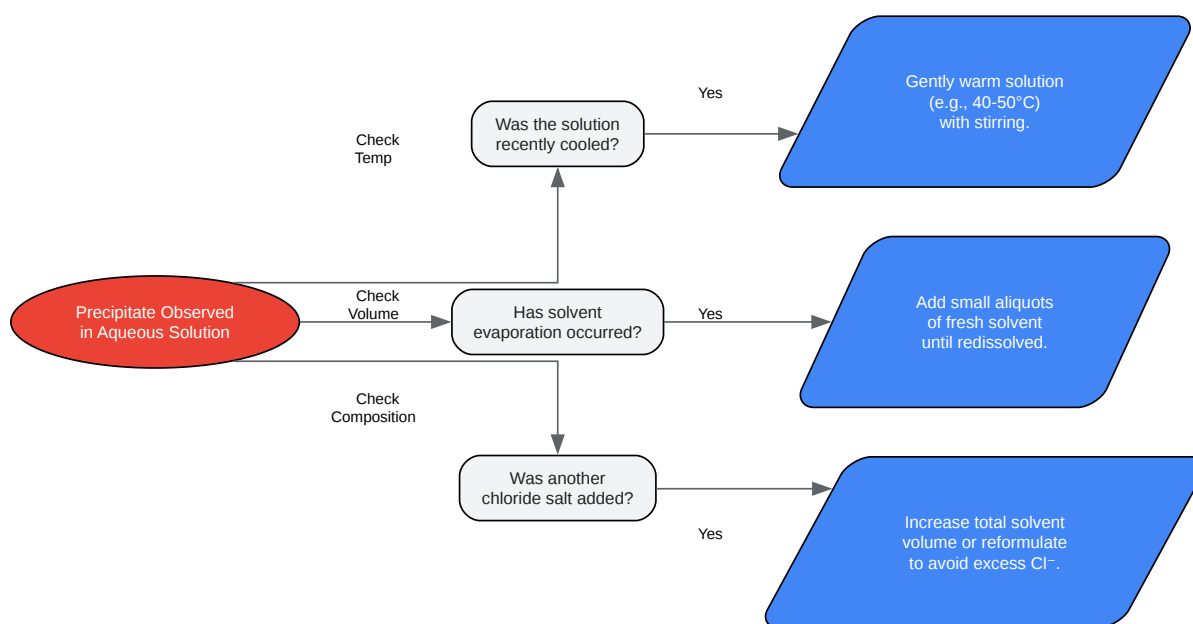 Gently warm solution
(e.g., 40-50°C)
with stirring.
Yes
Was the solution
recently cooled?
Check
Temp
Precipitate Observed
in Aqueous Solution
Check
Volume
Has solvent
evaporation occurred?
Yes
Add small aliquots
of fresh solvent
until redissolved.
Check
Composition
Was another
chloride salt added?
Yes
Increase total solvent
volume or reformulate
to avoid excess Cl⁻.